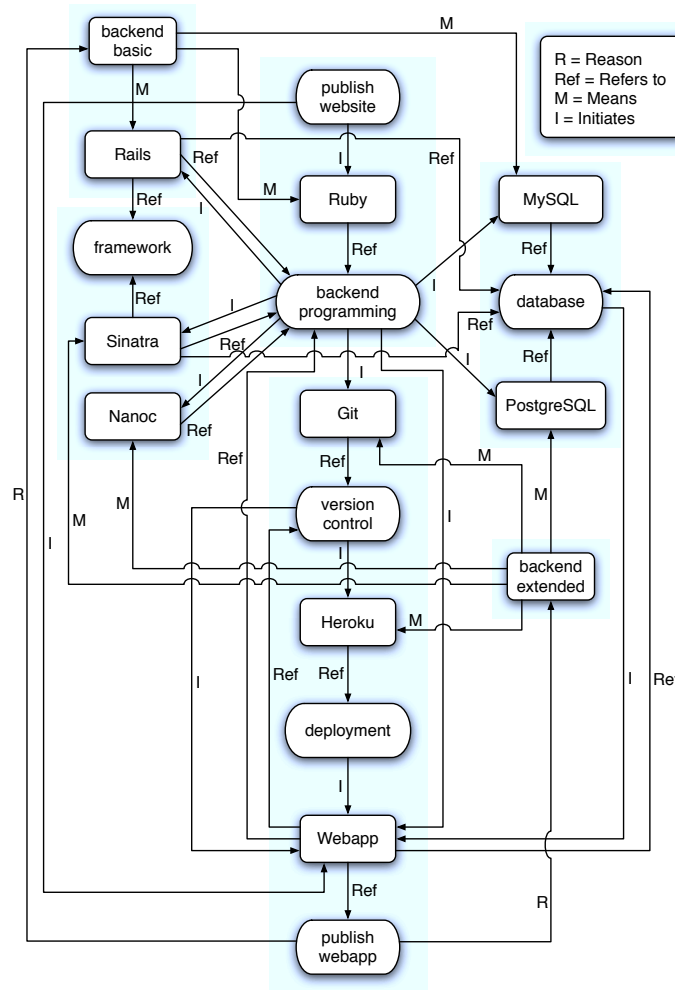 M
backend
basic
R = Reason
Ref = Refers to
M = Means
I = Initiates
publish
website
M
I
Rails
Ref
Ref
M
Ruby
MySQL
Ref
I
Ref
Ref
framework
backend
programming
I
database
Ref
I
Ref
Sinatra
Ref
I
Ref
I
I
Nanoc
Ref
Git
PostgreSQL
Ref
Ref
M
R
M
M
M
version
control
I
I
I
backend
extended
Heroku
M
I
Ref
Ref
I
Ref
deployment
I
Webapp
Ref
R
publish
webapp